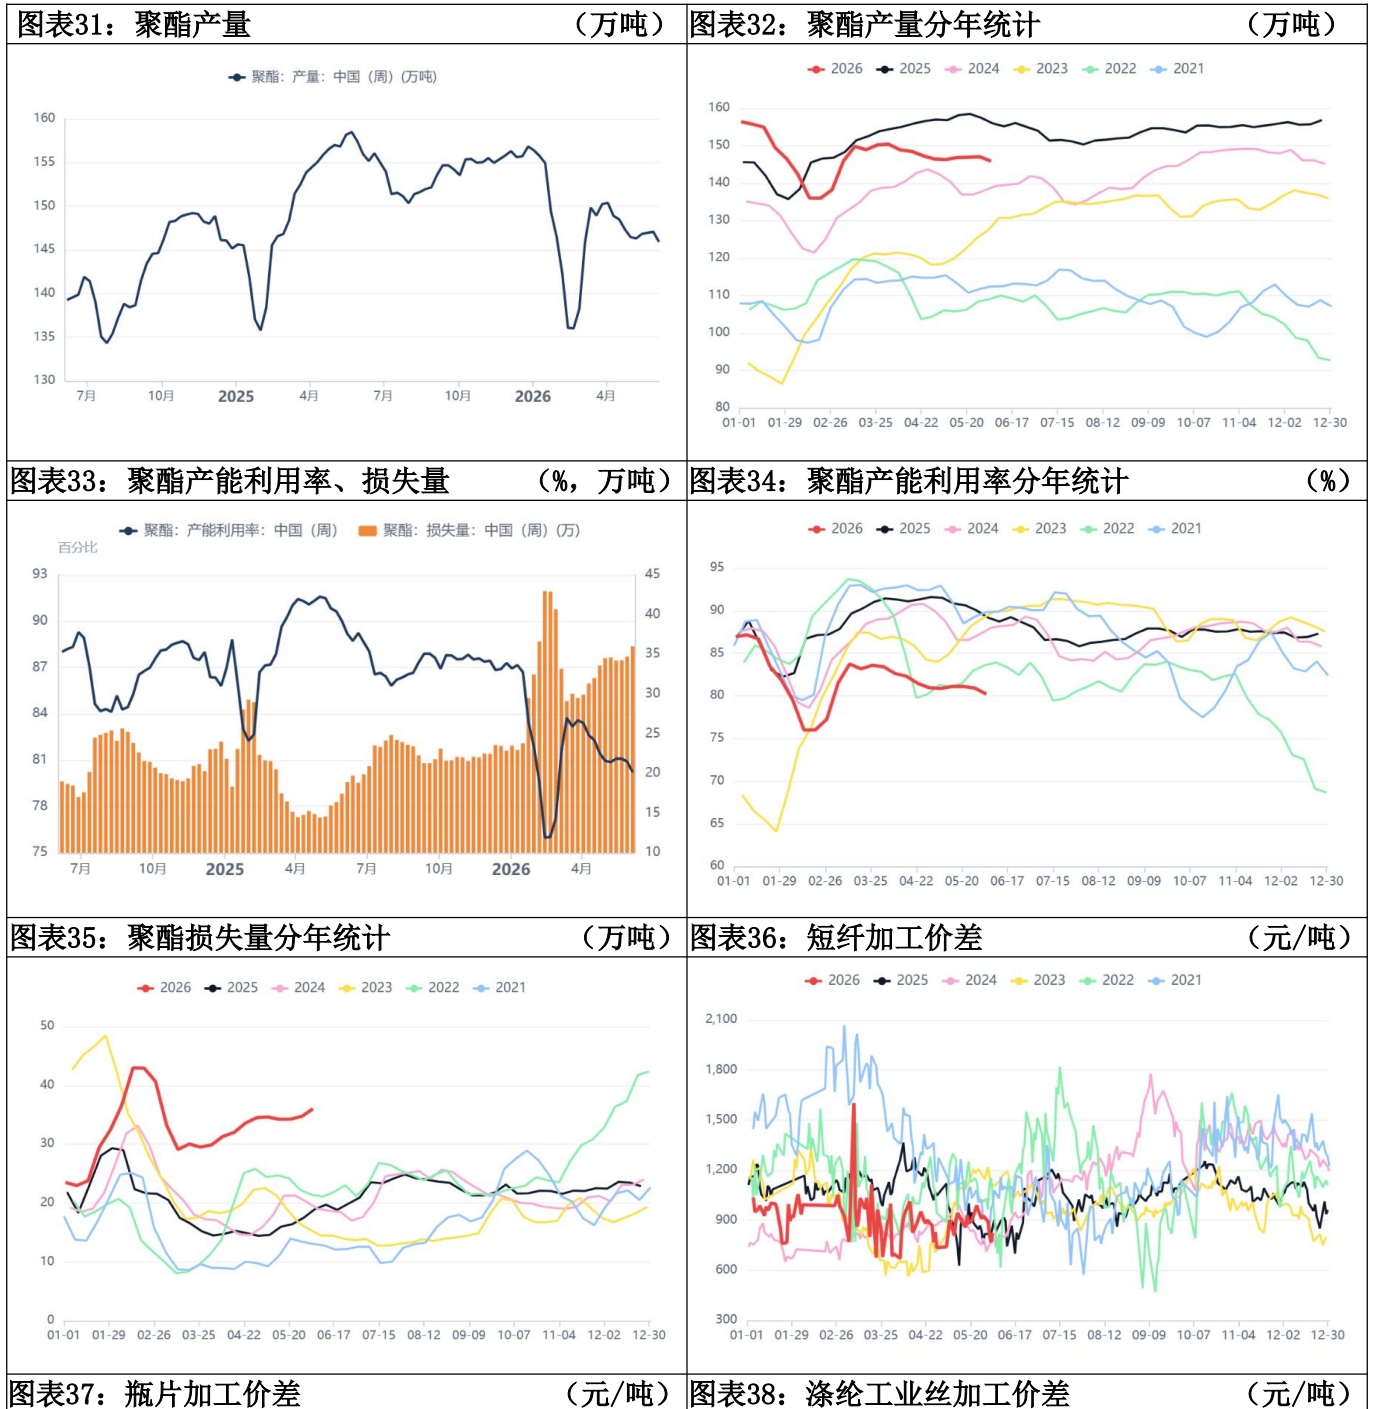 图表31：聚酯产量 （万吨）
图表32：聚酯产量分年统计 （万吨）
聚酯：产量：中国（周）(万吨)
160
155
150
145
140
135
130
7月 10月 2025 4月 7月 10月 2026 4月
2026 2025 2024 2023 2022 2021
160
150
140
130
120
110
100
90
80
01-01 01-29 02-26 03-25 04-22 05-20 06-17 07-15 08-12 09-09 10-07 11-04 12-02 12-30
图表33：聚酯产能利用率、损失量 （%，万吨）
图表34：聚酯产能利用率分年统计 （%）
聚酯：产能利用率：中国（周） 聚酯：损失量：中国（周）(万)
百分比
93 45
90 40
87 35
84 30
81 25
78 20
75 15
10
7月 10月 2025 4月 7月 10月 2026 4月
2026 2025 2024 2023 2022 2021
95
90
85
80
75
70
65
60
01-01 01-29 02-26 03-25 04-22 05-20 06-17 07-15 08-12 09-09 10-07 11-04 12-02 12-30
图表35：聚酯损失量分年统计 （万吨）
图表36：短纤加工价差 （元/吨）
2026 2025 2024 2023 2022 2021
50
40
30
20
10
0
01-01 01-29 02-26 03-25 04-22 05-20 06-17 07-15 08-12 09-09 10-07 11-04 12-02 12-30
2026 2025 2024 2023 2022 2021
2,100
1,800
1,500
1,200
900
600
300
01-01 01-29 02-26 03-25 04-22 05-20 06-17 07-15 08-12 09-09 10-07 11-04 12-02 12-30
图表37：瓶片加工价差 （元/吨）
图表38：涤纶工业丝加工价差 （元/吨）